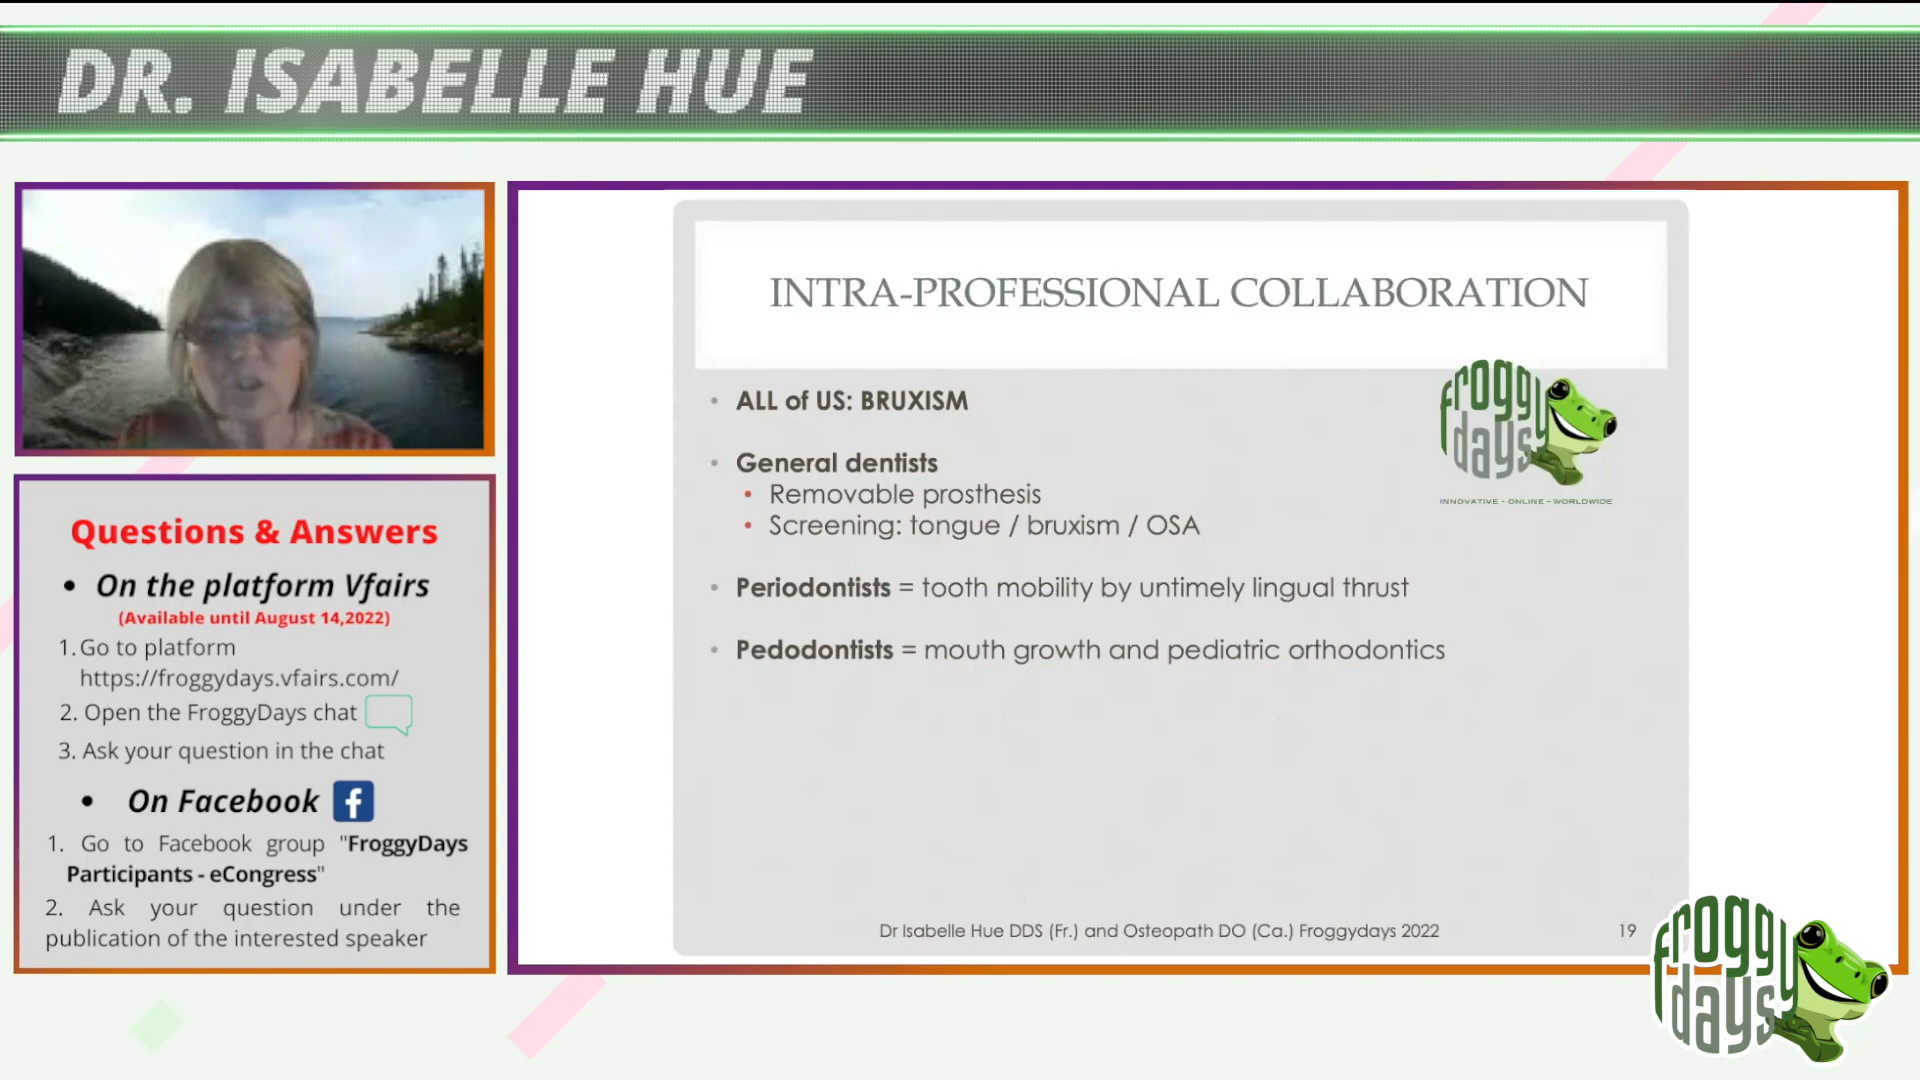 DR. ISABELLE HUE
Questions & Answers
• On the platform Vfairs
(Available until August 14,2022)
1. Go to platform
https://froggydays.vfairs.com/
2. Open the FroggyDays chat
3. Ask your question in the chat
• On Facebook f
1. Go to Facebook group "FroggyDays
Participants - eCongress"
2. Ask your question under the
publication of the interested speaker
INTRA-PROFESSIONAL COLLABORATION
froggy
days
INNOVATIVE - ONLINE - WORLDWIDE
• ALL of US: BRUXISM
• General dentists
• Removable prosthesis
• Screening: tongue / bruxism / OSA
• Periodontists = tooth mobility by untimely lingual thrust
• Pedodontists = mouth growth and pediatric orthodontics
Dr Isabelle Hue DDS (Fr.) and Osteopath DO (Ca.) Froggydays 2022
19
froggy
days